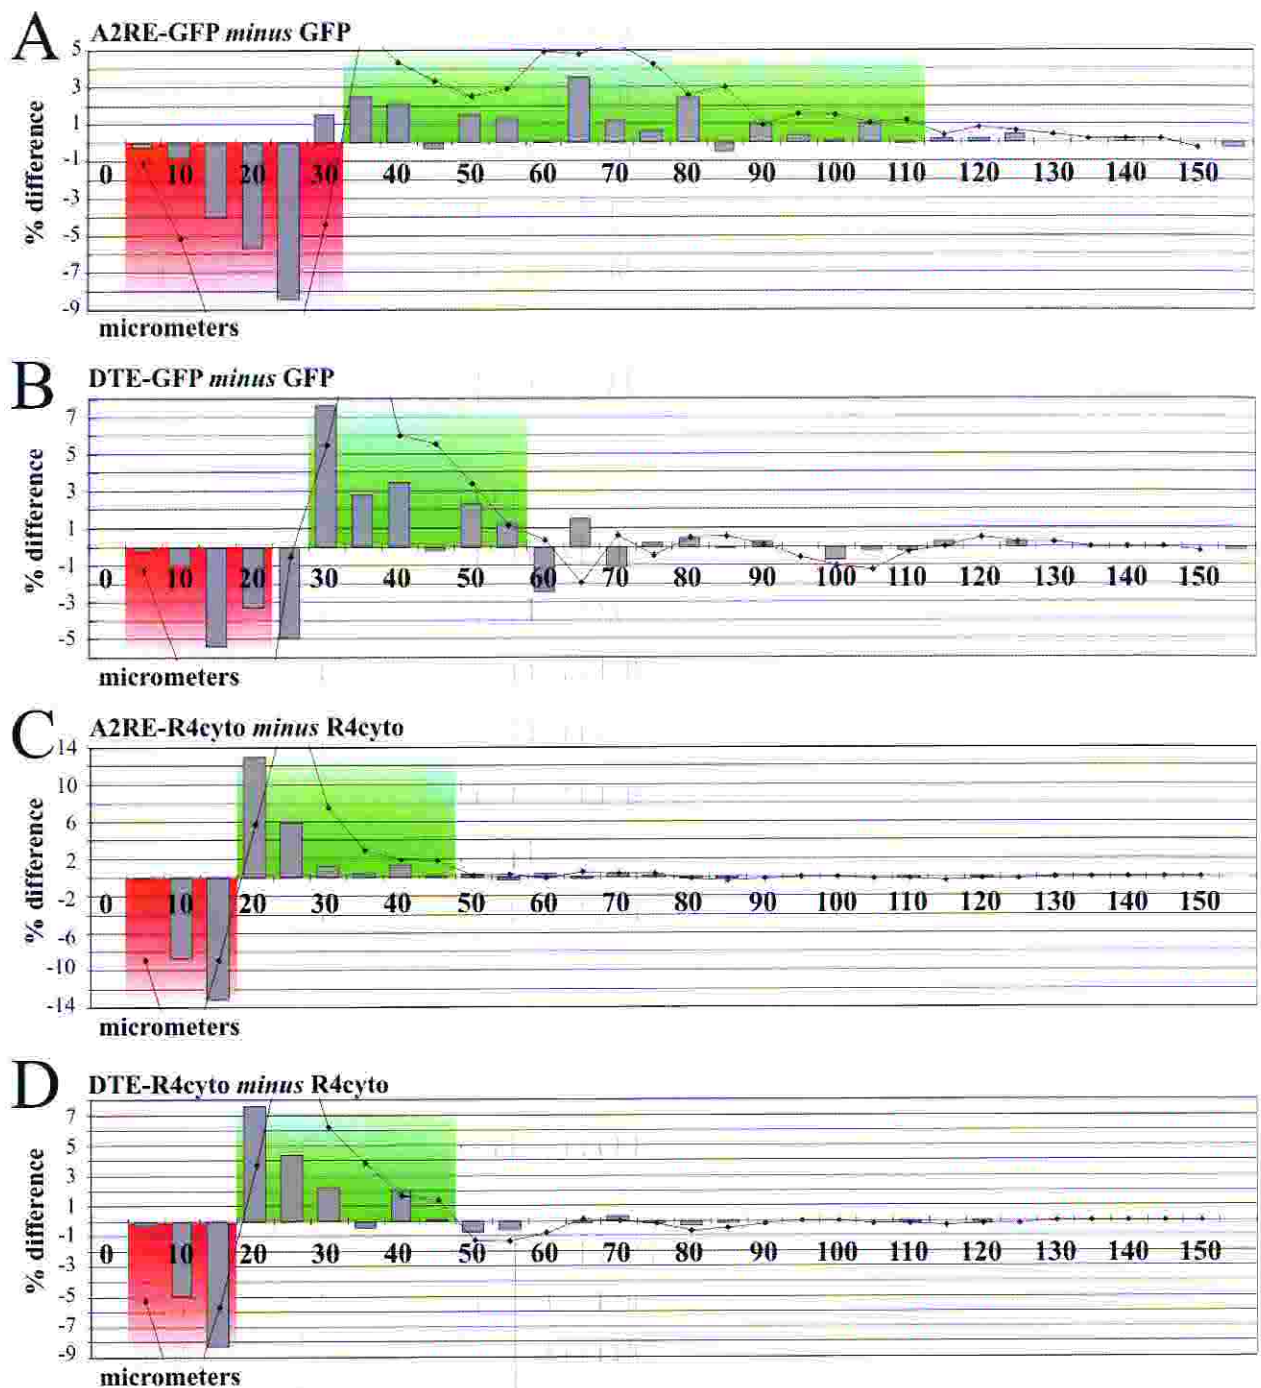 A A2RE-GFP minus GFP
5
3
1
-1
-3
-5
-7
-9
% difference
0 10 20 30 40 50 60 70 80 90 100 110 120 130 140 150
micrometers
B DTE-GFP minus GFP
7
5
3
1
-1
-3
-5
% difference
0 10 20 30 40 50 60 70 80 90 100 110 120 130 140 150
micrometers
C A2RE-R4cyto minus R4cyto
14
10
6
2
-2
-6
-10
-14
% difference
0 10 20 30 40 50 60 70 80 90 100 110 120 130 140 150
micrometers
D DTE-R4cyto minus R4cyto
7
5
3
1
-1
-3
-5
-7
-9
% difference
0 10 20 30 40 50 60 70 80 90 100 110 120 130 140 150
micrometers